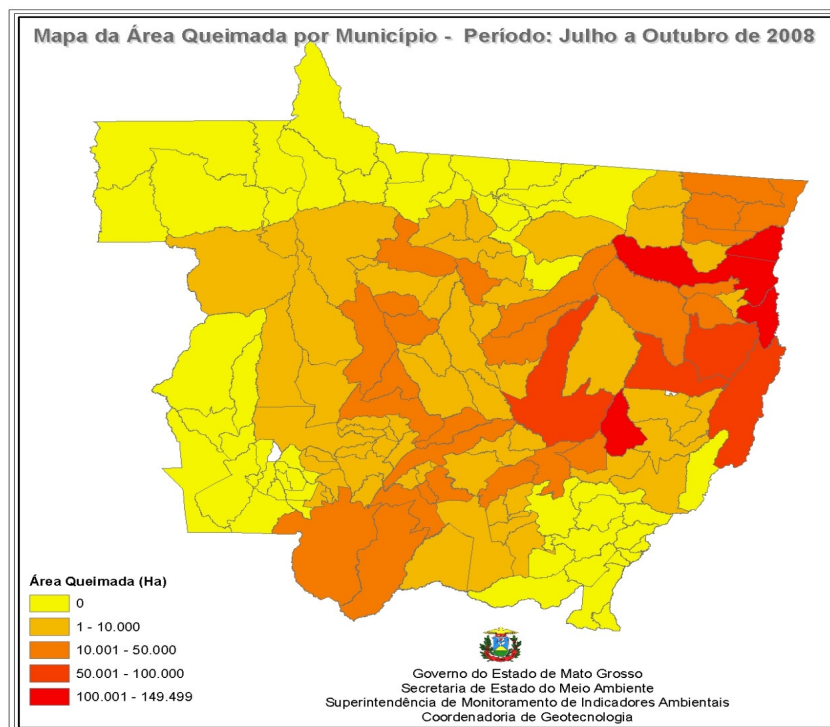 Mapa da Área Queimada por Município - Período: Julho a Outubro de 2008
Área Queimada (Ha)
0
1 - 10.000
10.001 - 50.000
50.001 - 100.000
100.001 - 149.499
Governo do Estado de Mato Grosso
Secretaria de Estado do Meio Ambiente
Superintendência de Monitoramento de Indicadores Ambientais
Coordenadoria de Geotecnologia